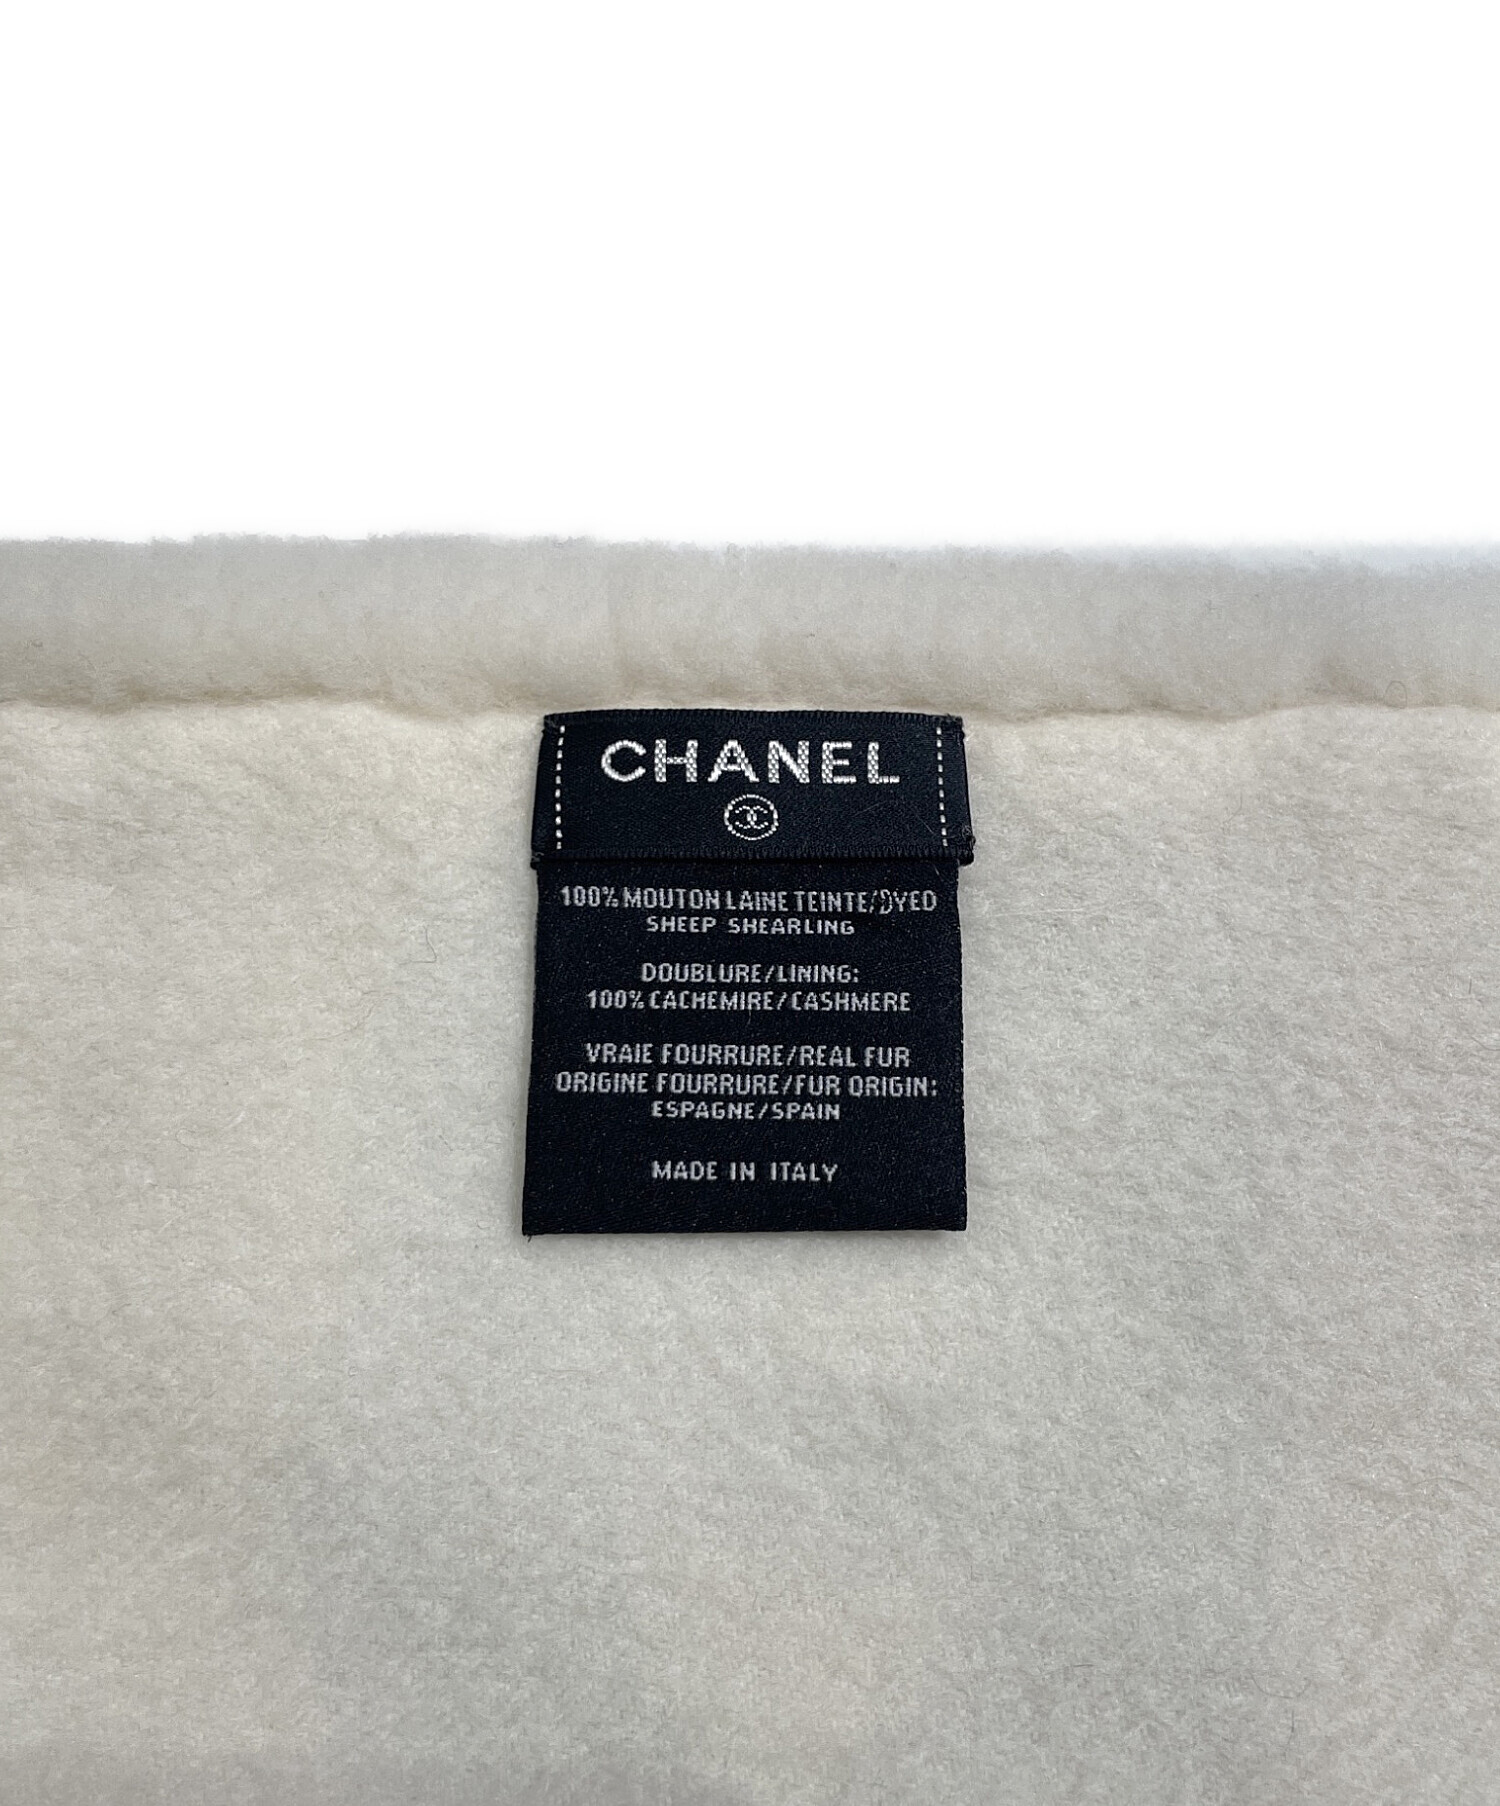 CHANEL
100% MOUTON LAINE TEINTE/DYED
SHEEP SHEARLING
DOUBLURE/LINING:
100% CACHEMIRE/CASHMERE
VRAIE FOURRURE/REAL FUR
ORIGINE FOURRURE/FUR ORIGIN:
ESPAGNE/SPAIN
MADE IN ITALY